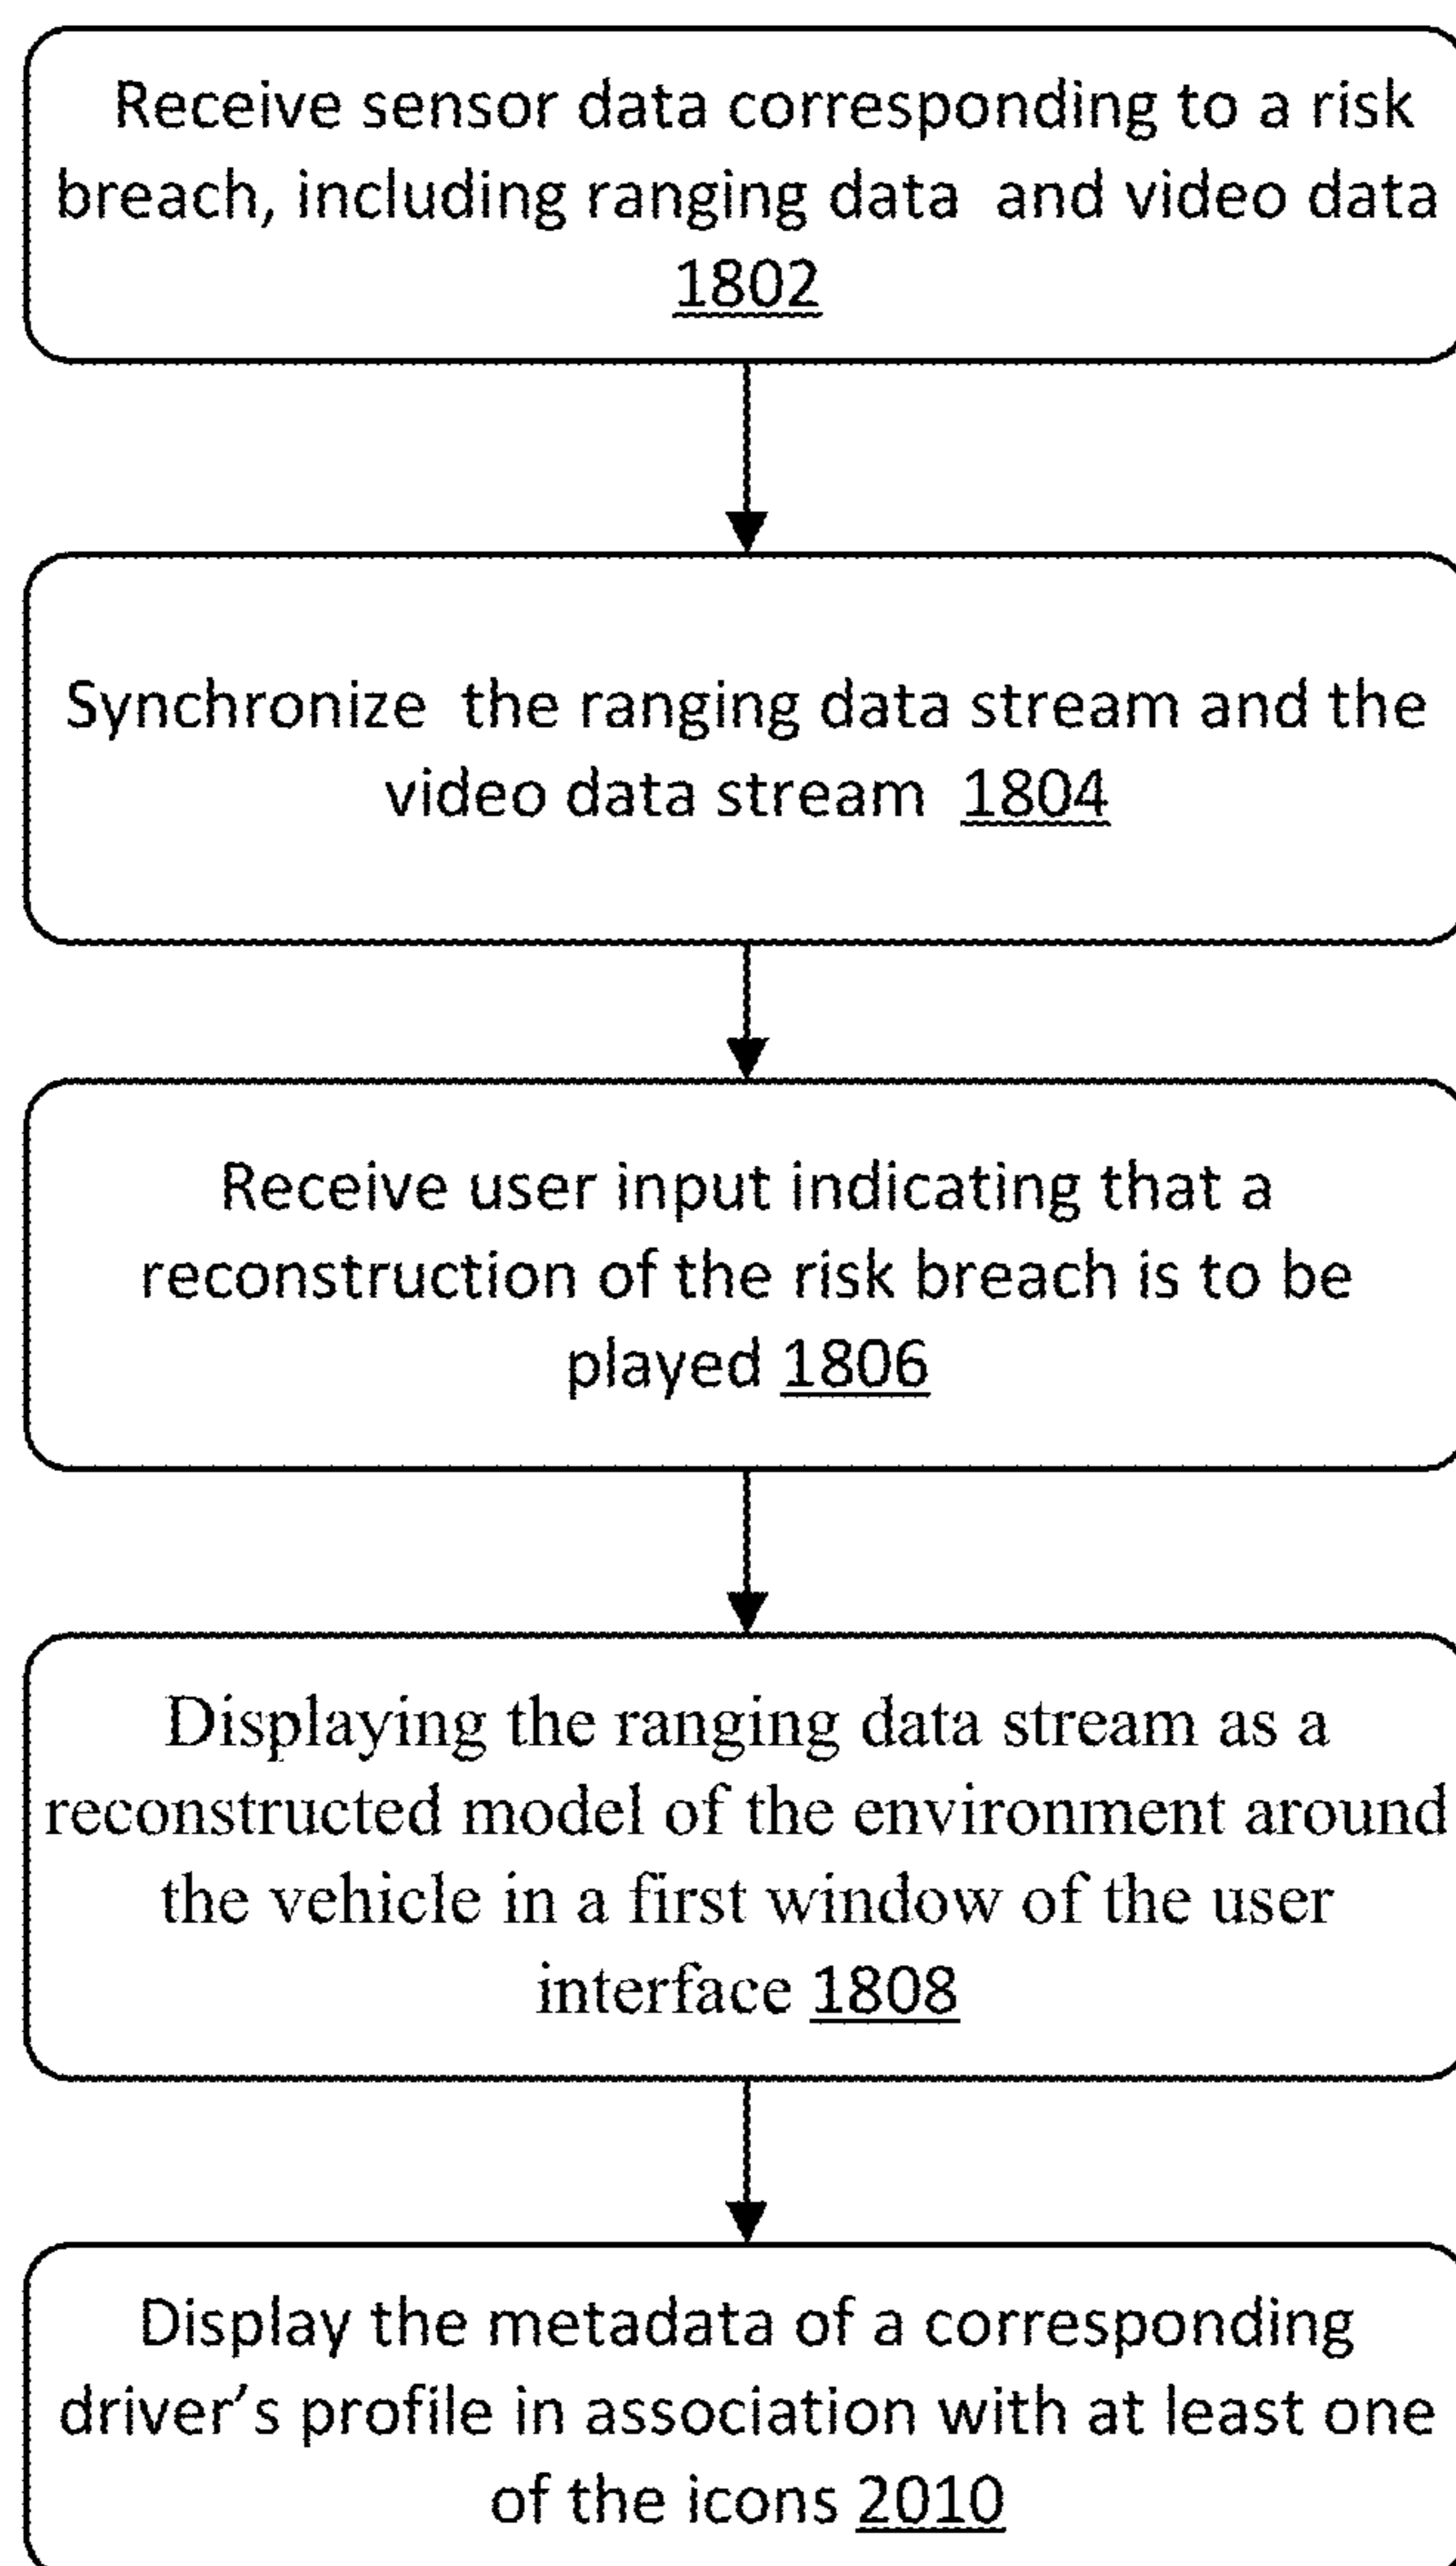 Receive sensor data corresponding to a risk
breach, including ranging data and video data
1802
Synchronize the ranging data stream and the
video data stream 1804
Receive user input indicating that a
reconstruction of the risk breach is to be
played 1806
Displaying the ranging data stream as a
reconstructed model of the environment around
the vehicle in a first window of the user
interface 1808
Display the metadata of a corresponding
driver’s profile in association with at least one
of the icons 2010